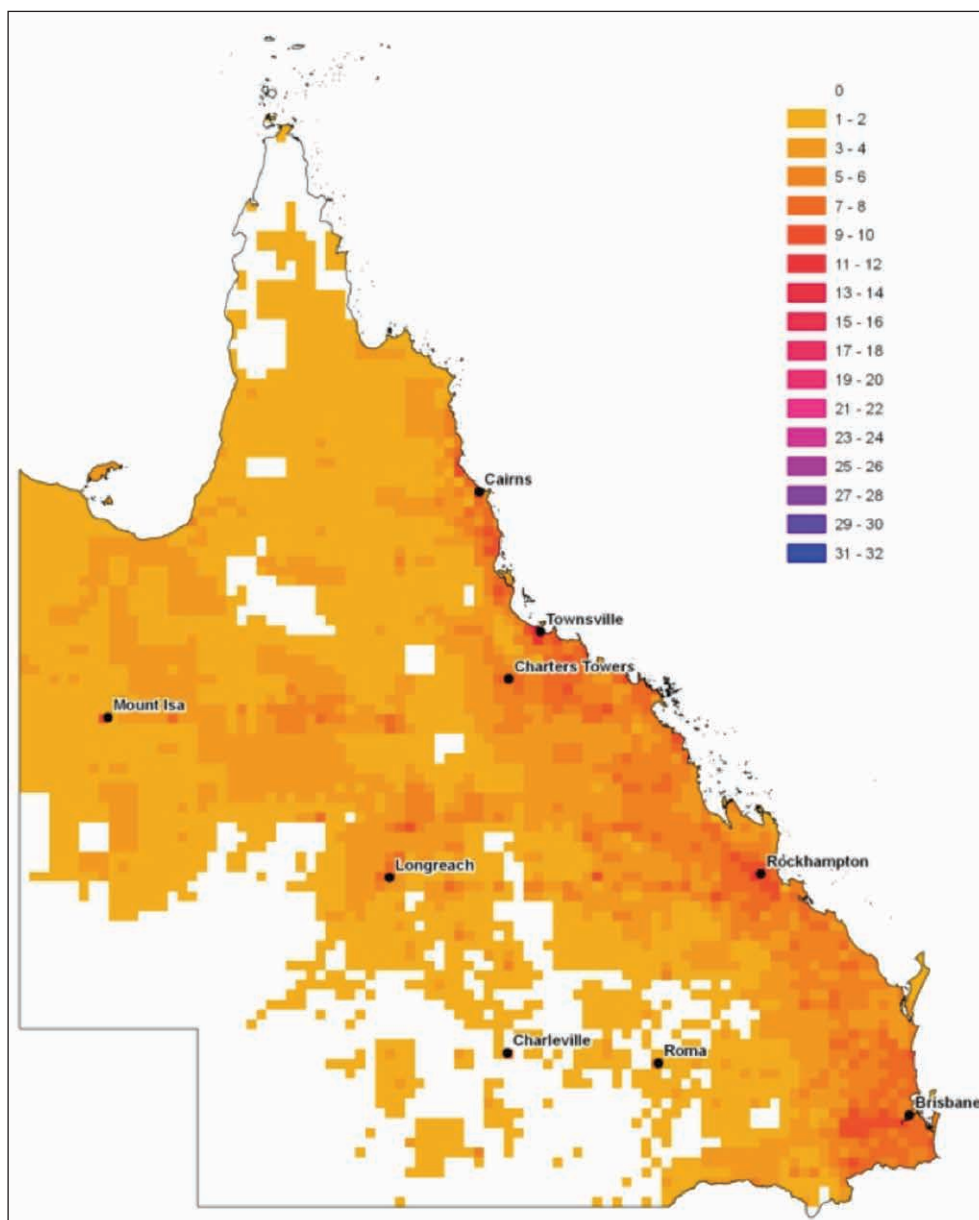 0
1 - 2
3 - 4
5 - 6
7 - 8
9 - 10
11 - 12
13 - 14
15 - 16
17 - 18
19 - 20
21 - 22
23 - 24
25 - 26
27 - 28
29 - 30
31 - 32
Cairns
Townsville
Charters Towers
Mount Isa
Longreach
Rockhampton
Charleville
Roma
Brisbane